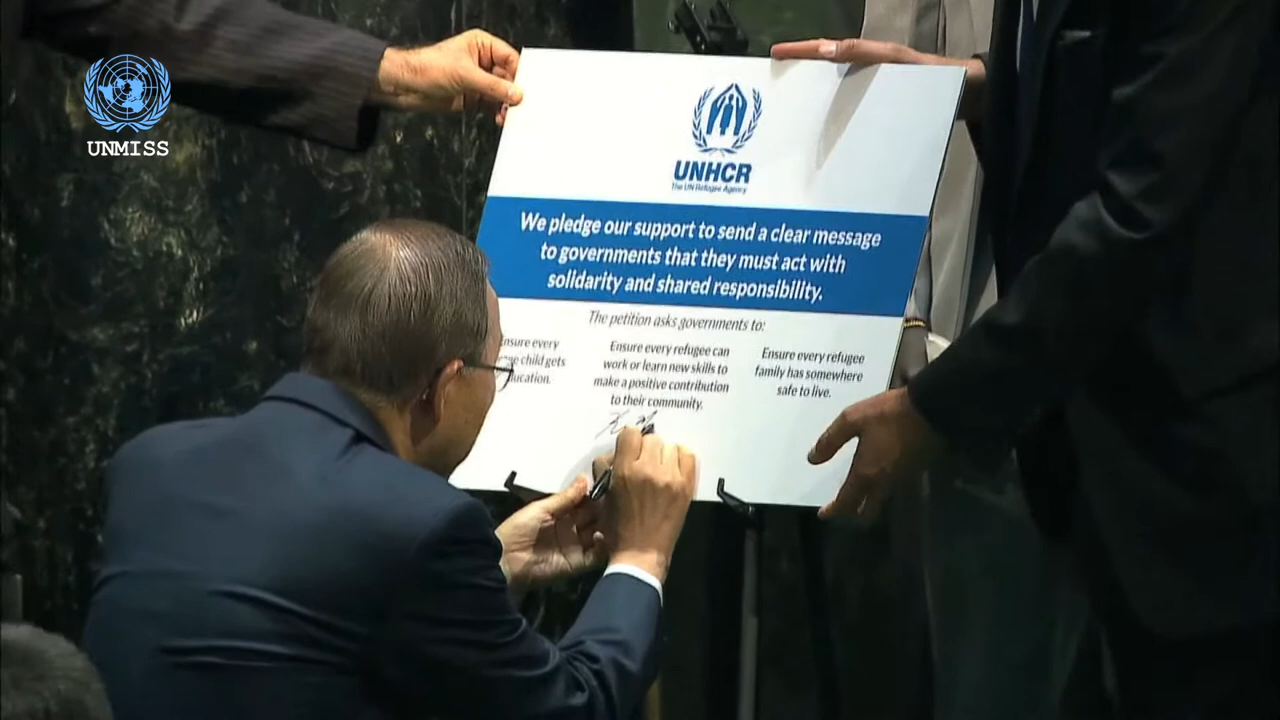 UNMISS
UNHCR
The UN Refugee Agency
We pledge our support to send a clear message
to governments that they must act with
solidarity and shared responsibility.
The petition asks governments to:
every
child gets
Ensure every refugee can
work or learn new skills to
make a positive contribution
to their community.
Ensure every refugee
family has somewhere
safe to live.